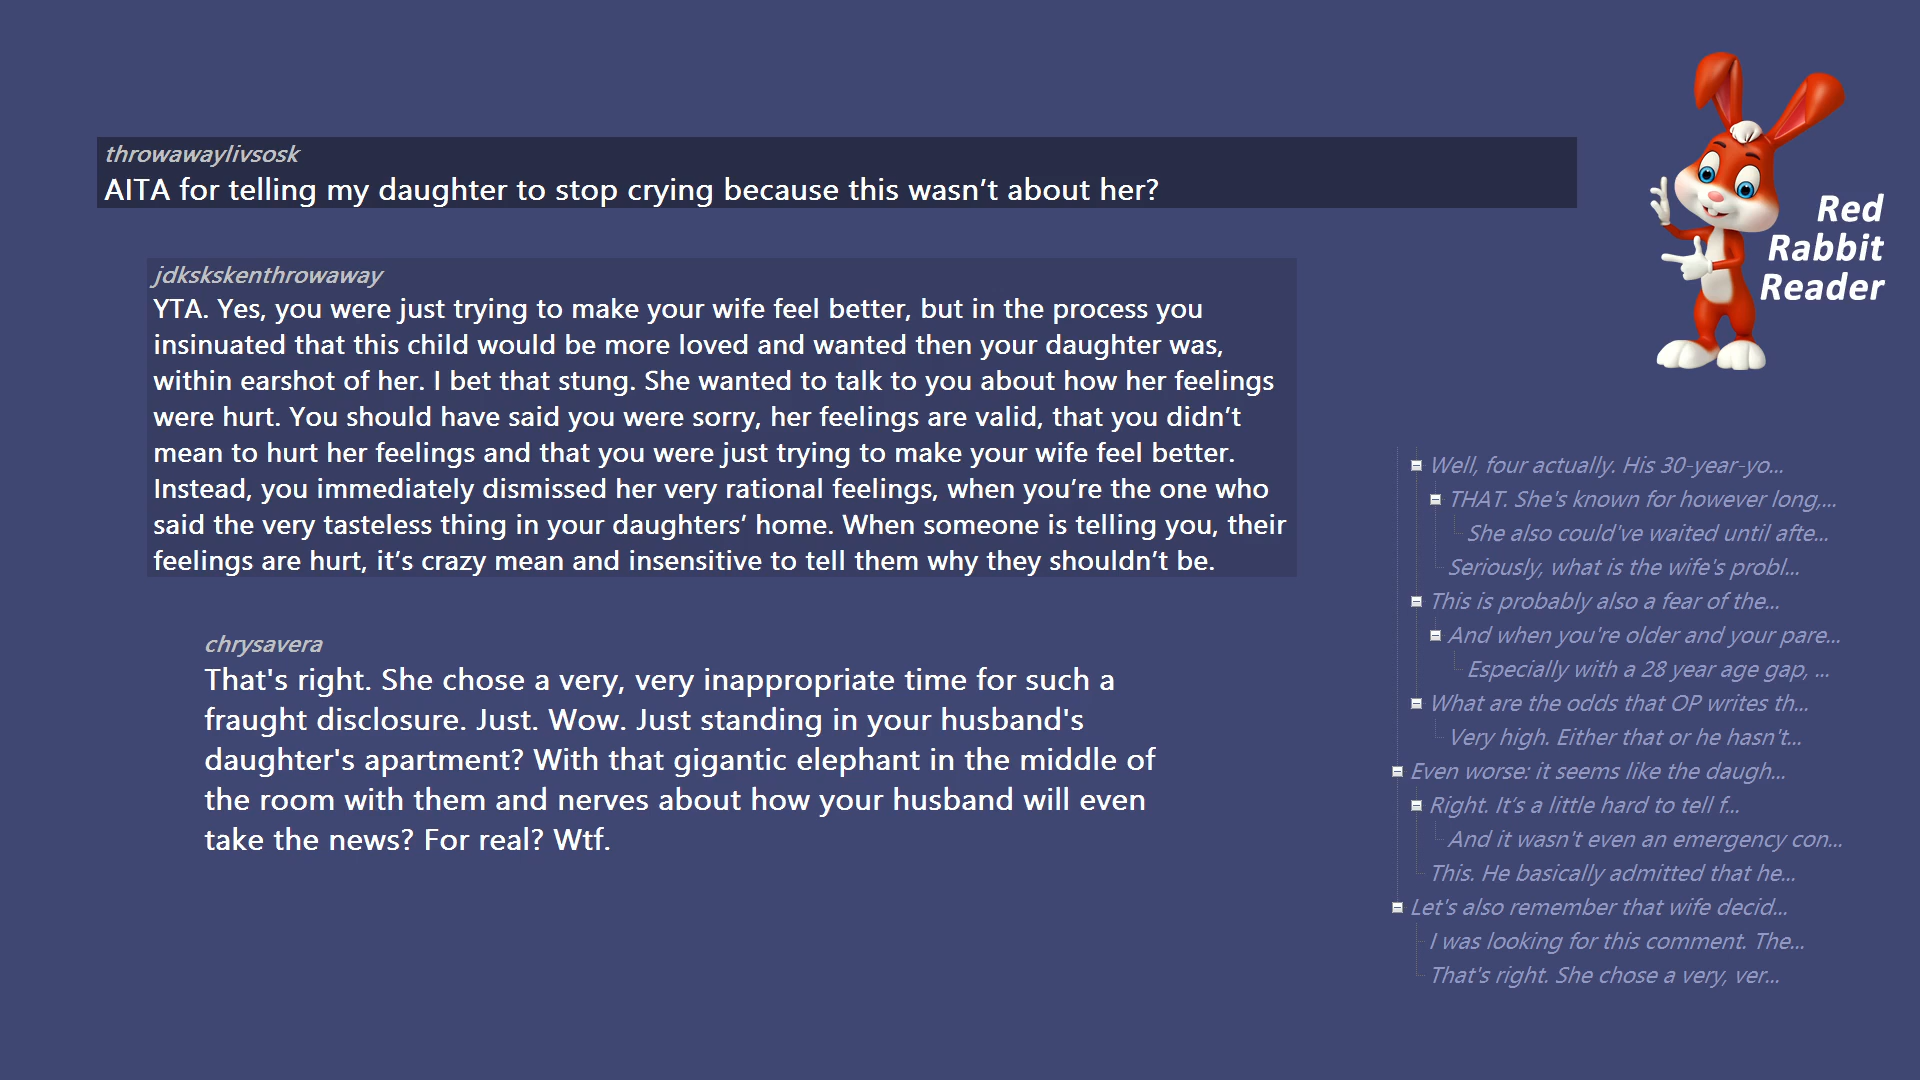 throwawaylivsosk
AITA for telling my daughter to stop crying because this wasn’t about her?
jdkskskenthrowaway
YTA. Yes, you were just trying to make your wife feel better, but in the process you
insinuated that this child would be more loved and wanted then your daughter was,
within earshot of her. I bet that stung. She wanted to talk to you about how her feelings
were hurt. You should have said you were sorry, her feelings are valid, that you didn’t
mean to hurt her feelings and that you were just trying to make your wife feel better.
Instead, you immediately dismissed her very rational feelings, when you’re the one who
said the very tasteless thing in your daughters’ home. When someone is telling you, their
feelings are hurt, it’s crazy mean and insensitive to tell them why they shouldn’t be.
chrysavera
That's right. She chose a very, very inappropriate time for such a
fraught disclosure. Just. Wow. Just standing in your husband's
daughter's apartment? With that gigantic elephant in the middle of
the room with them and nerves about how your husband will even
take the news? For real? Wtf.
Red
Rabbit
Reader
Well, four actually. His 30-year-yo...
THAT. She's known for however long,...
She also could've waited until afte...
Seriously, what is the wife's probl...
This is probably also a fear of the...
And when you're older and your pare...
Especially with a 28 year age gap, ...
What are the odds that OP writes th...
Very high. Either that or he hasn't...
Even worse: it seems like the daugh...
Right. It’s a little hard to tell f...
And it wasn't even an emergency con...
This. He basically admitted that he...
Let's also remember that wife decid...
I was looking for this comment. The...
That's right. She chose a very, ver...